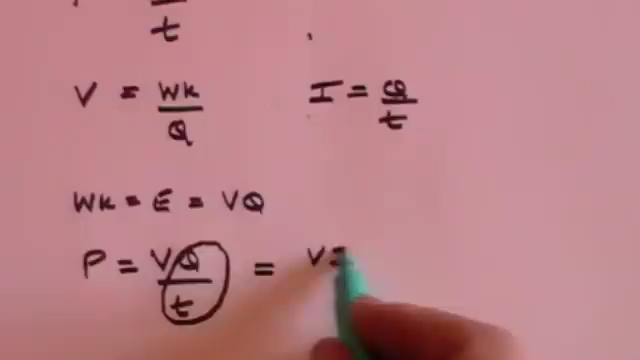 t
V = Wk/Q I = Q/t
Wk = E = VQ
P = VQ/t = V